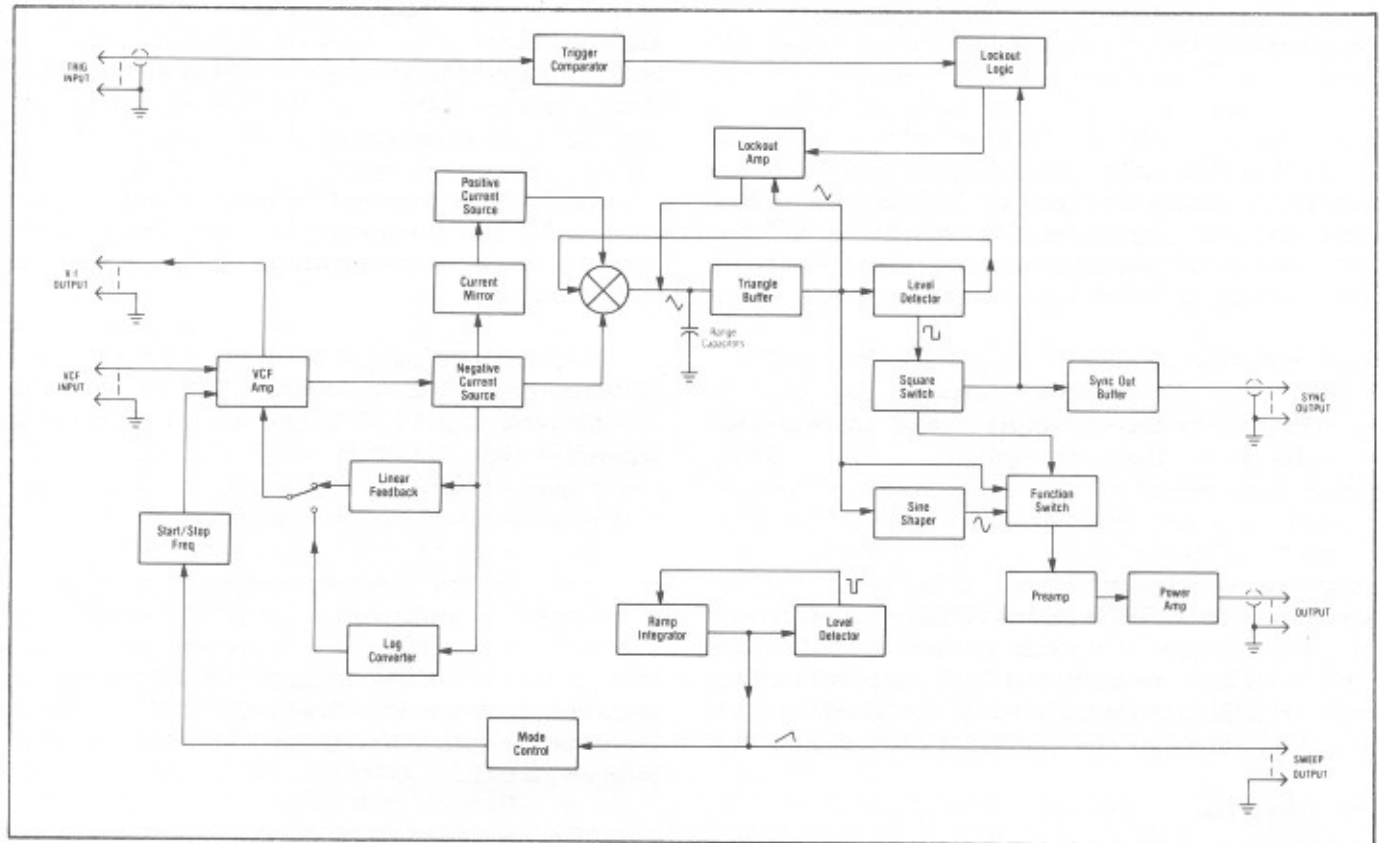 TRIG
INPUT
Trigger
Comparator
Lockout
Logic
Lockout
Amp
Positive
Current
Source
V:f
OUTPUT
Current
Mirror
Triangle
Buffer
Level
Detector
Range
Capacitors
VCF
INPUT
VCF
Amp
Negative
Current
Source
Square
Switch
Sync Out
Buffer
SYNC
OUTPUT
Linear
Feedback
Sine
Shaper
Function
Switch
Start/Stop
Freq
Preamp
Power
Amp
OUTPUT
Ramp
Integrator
Level
Detector
Log
Converter
Mode
Control
SWEEP
OUTPUT